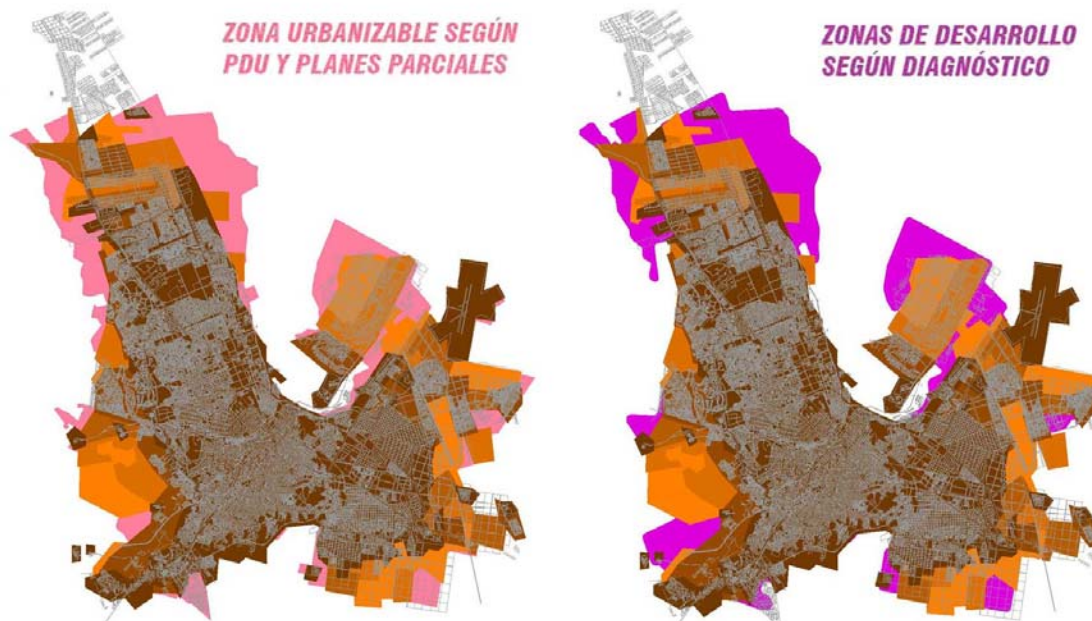 ZONA URBANIZABLE SEGÚN
PDU Y PLANES PARCIALES
ZONAS DE DESARROLLO
SEGÚN DIAGNÓSTICO